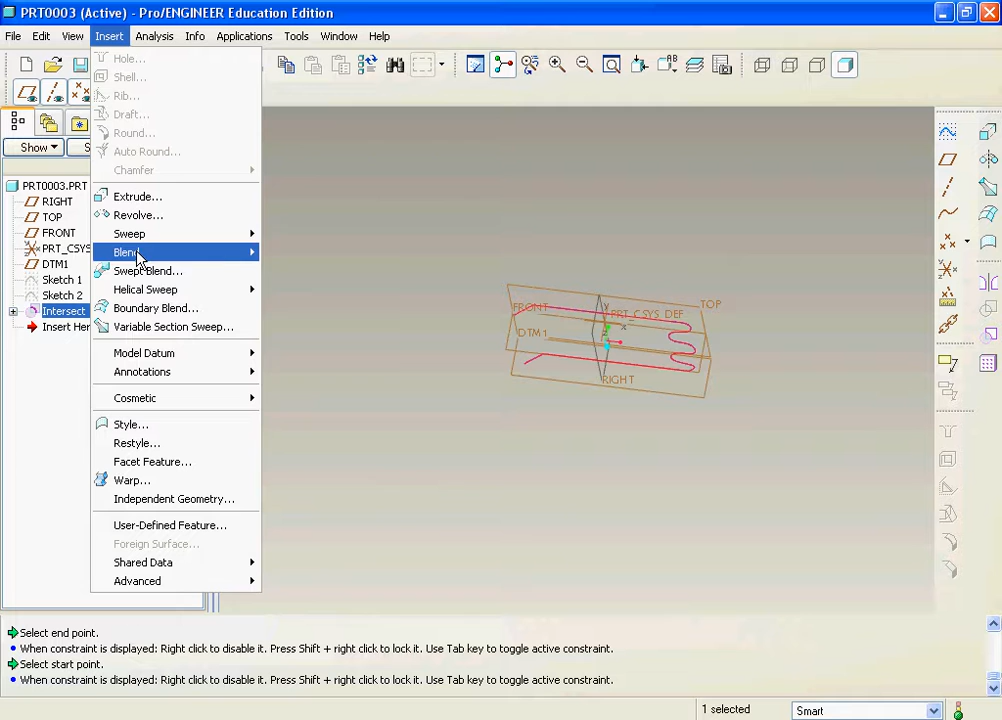 PRT0003 (Active) - Pro/ENGINEER Education Edition
File Edit View Insert Analysis Info Applications Tools Window Help
Hole...
Shell...
Rib...
Draft...
Round...
Auto Round...
Chamfer
Extrude...
Revolve...
Sweep
Blend
Swept Blend...
Helical Sweep
Boundary Blend...
Variable Section Sweep...
Model Datum
Annotations
Cosmetic
Style...
Restyle...
Facet Feature...
Warp...
Independent Geometry...
User-Defined Feature...
Foreign Surface...
Shared Data
Advanced
Show
S
PRT0003.PRT
RIGHT
TOP
FRONT
PRT_CSYS
DTM1
Sketch 1
Sketch 2
Intersect
Insert Her
FRONT
TOP
PRT_CSYS_DEF
Y
X
DTM1
RIGHT
Select end point.
When constraint is displayed: Right click to disable it. Press Shift + right click to lock it. Use Tab key to toggle active constraint.
Select start point.
When constraint is displayed: Right click to disable it. Press Shift + right click to lock it. Use Tab key to toggle active constraint.
1 selected
Smart